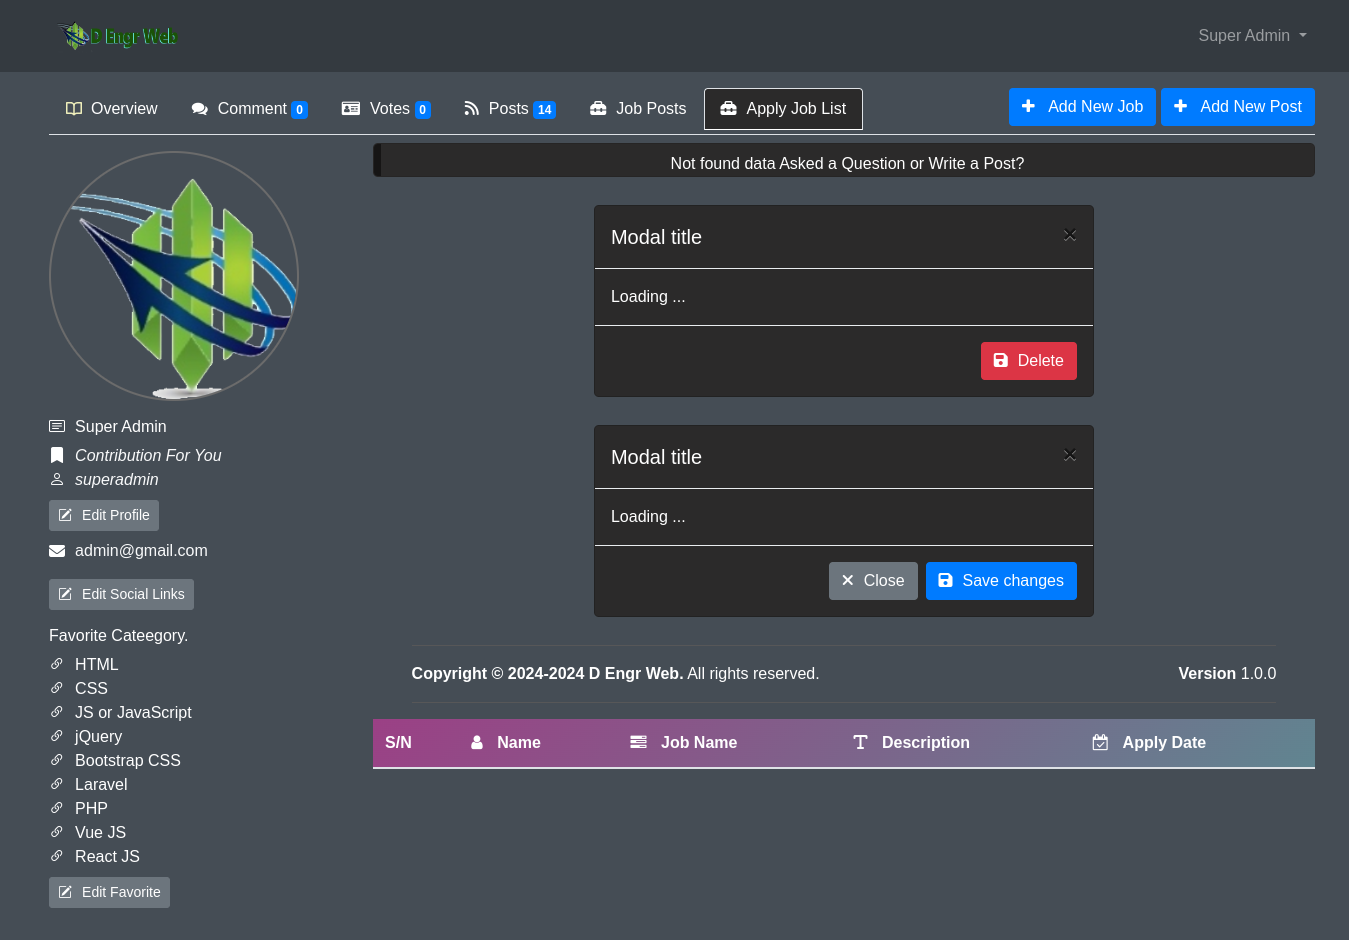 D Engr Web
Super Admin
Overview
Comment 0
Votes 0
Posts 14
Job Posts
Apply Job List
Add New Job
Add New Post
Super Admin
Contribution For You
superadmin
Edit Profile
admin@gmail.com
Edit Social Links
Favorite Cateegory.
HTML
CSS
JS or JavaScript
jQuery
Bootstrap CSS
Laravel
PHP
Vue JS
React JS
Edit Favorite
Not found data Asked a Question or Write a Post?
Modal title ×
Loading ...
Delete
Modal title ×
Loading ...
Close Save changes
Copyright © 2024-2024 D Engr Web. All rights reserved. Version 1.0.0
S/N Name Job Name Description Apply Date